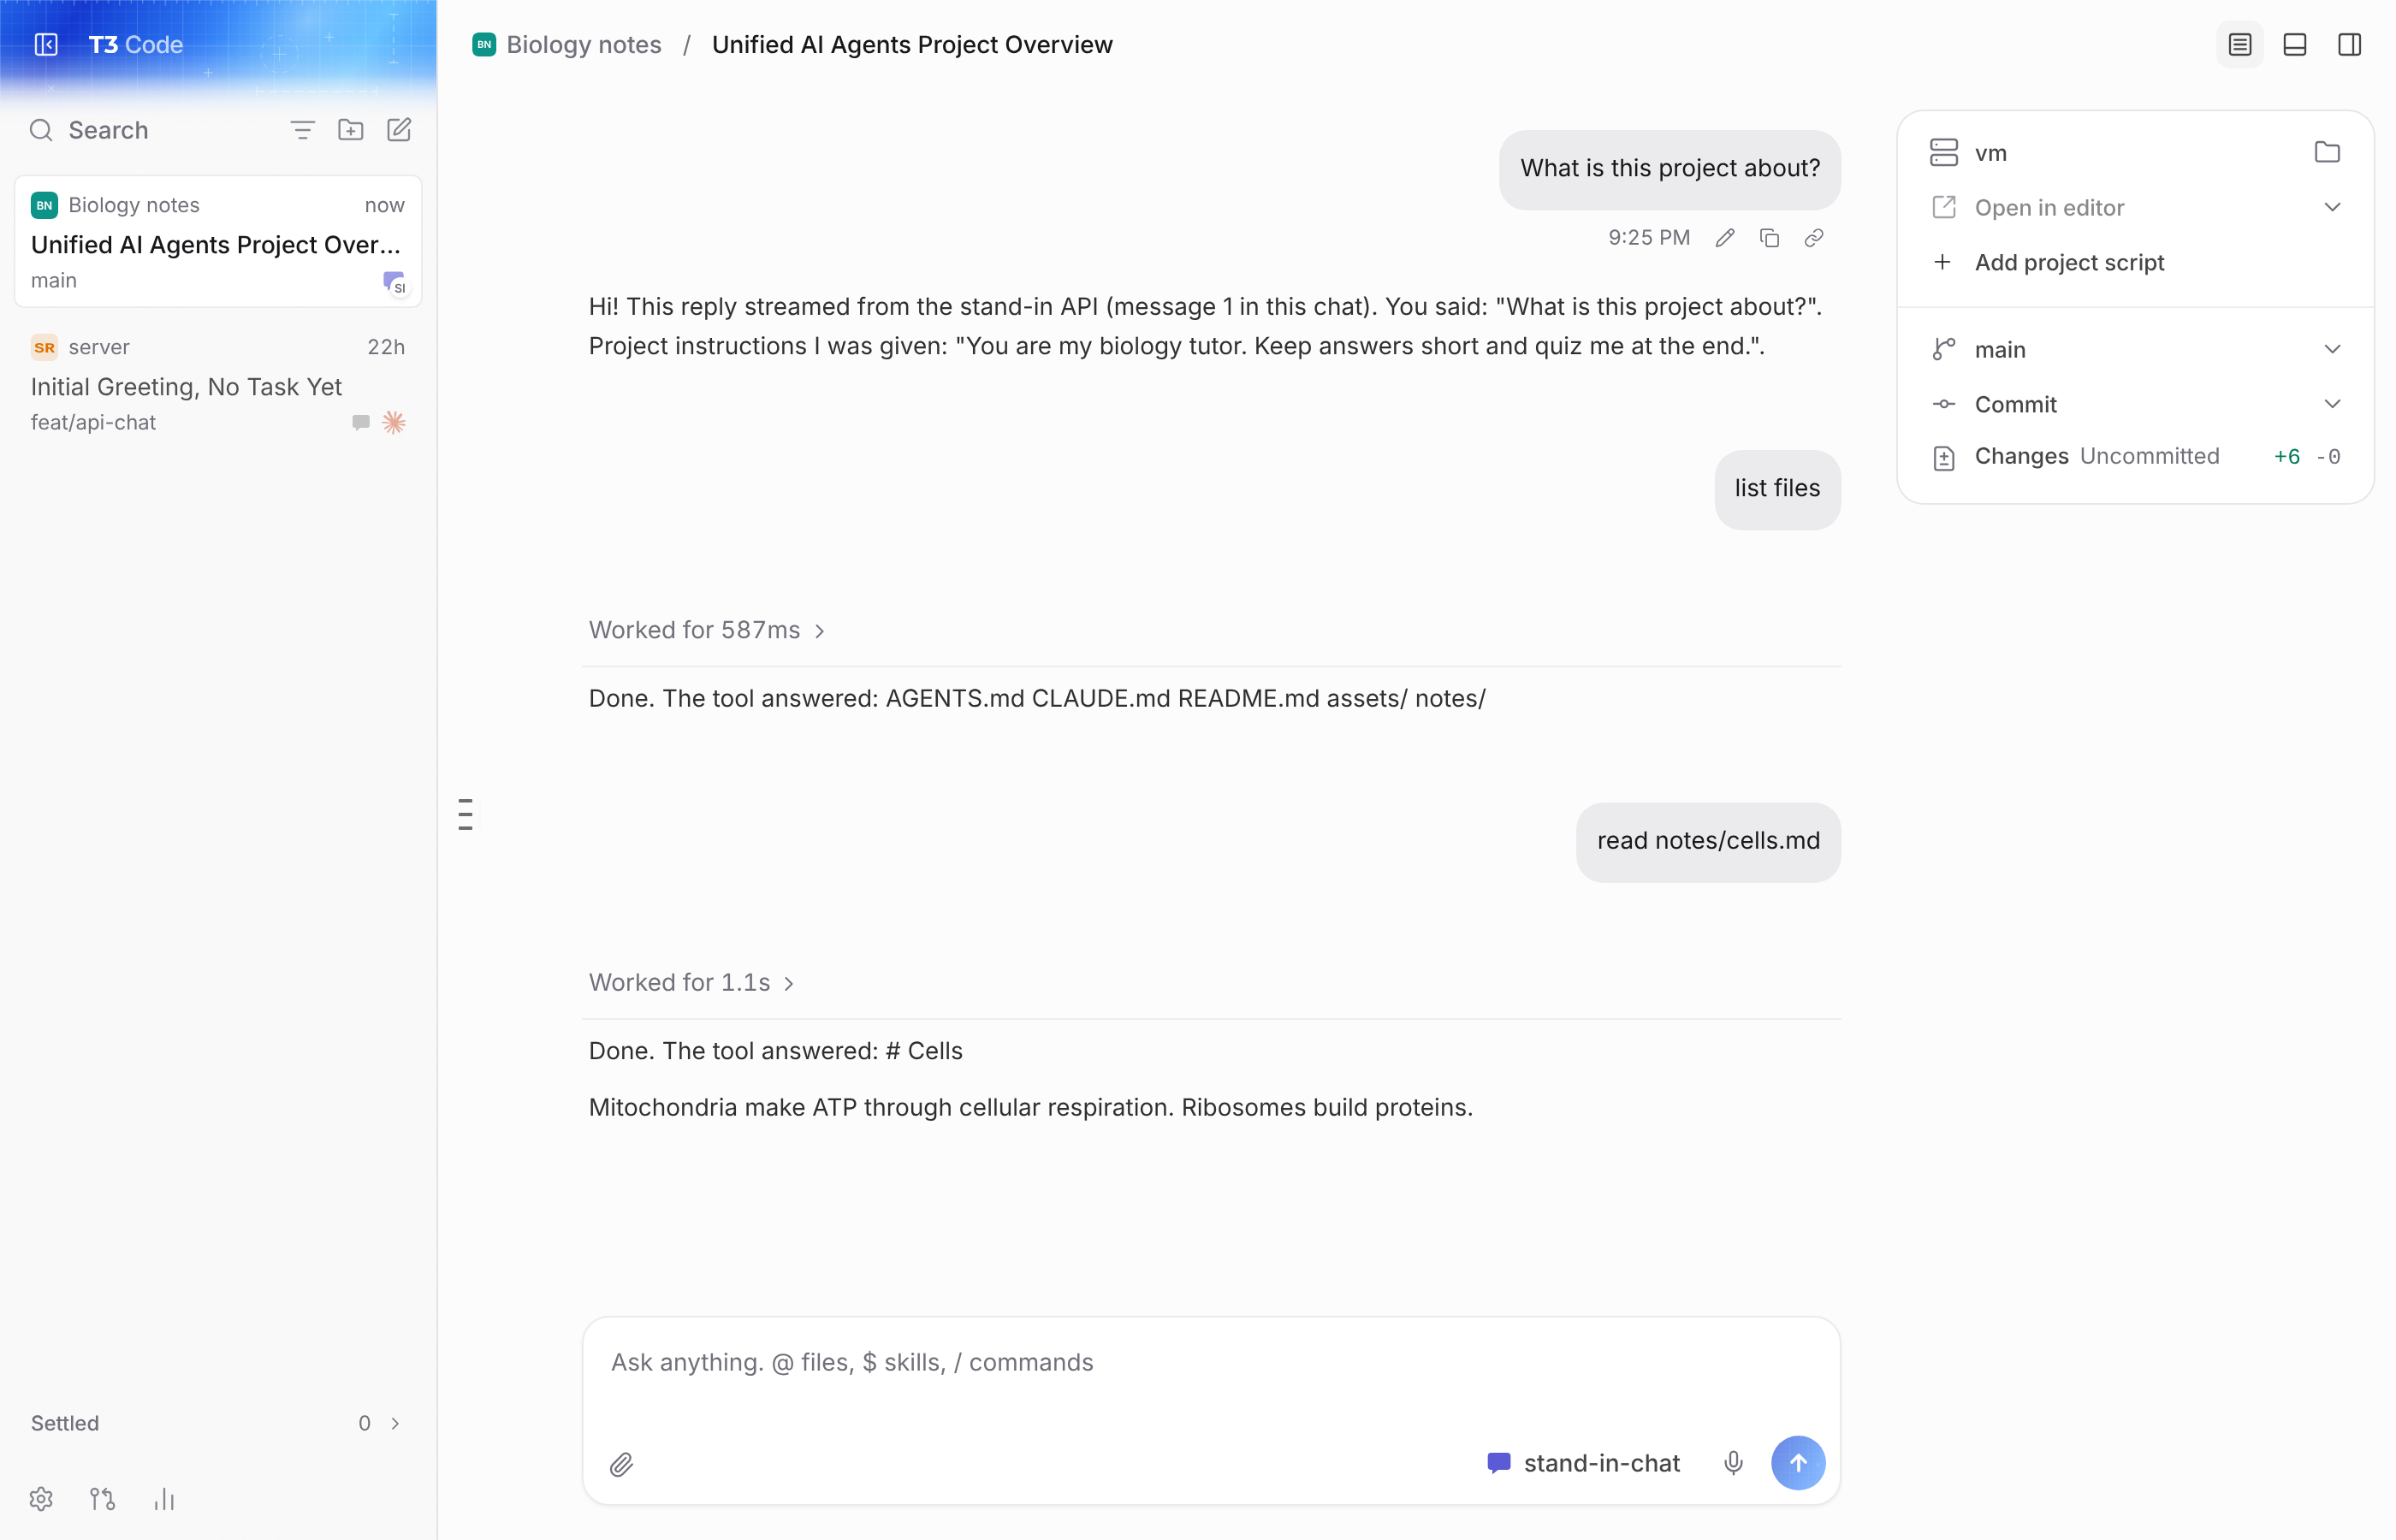 T3 Code
Search
BN Biology notes now
Unified AI Agents Project Over...
main
SI
SR server 22h
Initial Greeting, No Task Yet
feat/api-chat
Settled 0
BN Biology notes / Unified AI Agents Project Overview
What is this project about?
9:25 PM
Hi! This reply streamed from the stand-in API (message 1 in this chat). You said: "What is this project about?".
Project instructions I was given: "You are my biology tutor. Keep answers short and quiz me at the end.".
list files
Worked for 587ms
Done. The tool answered: AGENTS.md CLAUDE.md README.md assets/ notes/
read notes/cells.md
Worked for 1.1s
Done. The tool answered: # Cells
Mitochondria make ATP through cellular respiration. Ribosomes build proteins.
Ask anything. @ files, $ skills, / commands
stand-in-chat
vm
Open in editor
+ Add project script
main
Commit
Changes Uncommitted +6 -0